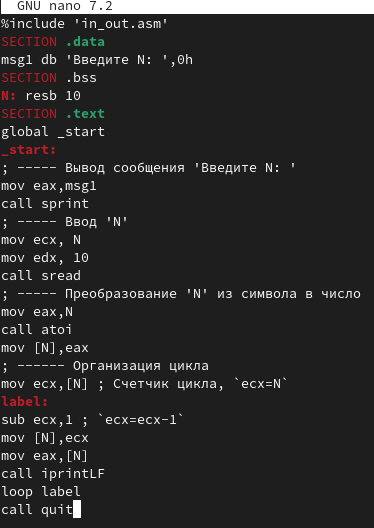 GNU nano 7.2
%include 'in_out.asm'
SECTION .data
msg1 db 'Введите N: ',0h
SECTION .bss
N: resb 10
SECTION .text
global _start
_start:
; ----- Вывод сообщения 'Введите N: '
mov eax,msg1
call sprint
; ----- Ввод 'N'
mov ecx, N
mov edx, 10
call sread
; ----- Преобразование 'N' из символа в число
mov eax,N
call atoi
mov [N],eax
; ------ Организация цикла
mov ecx,[N] ; Счетчик цикла, `ecx=N`
label:
sub ecx,1 ; `ecx=ecx-1`
mov [N],ecx
mov eax,[N]
call iprintLF
loop label
call quit